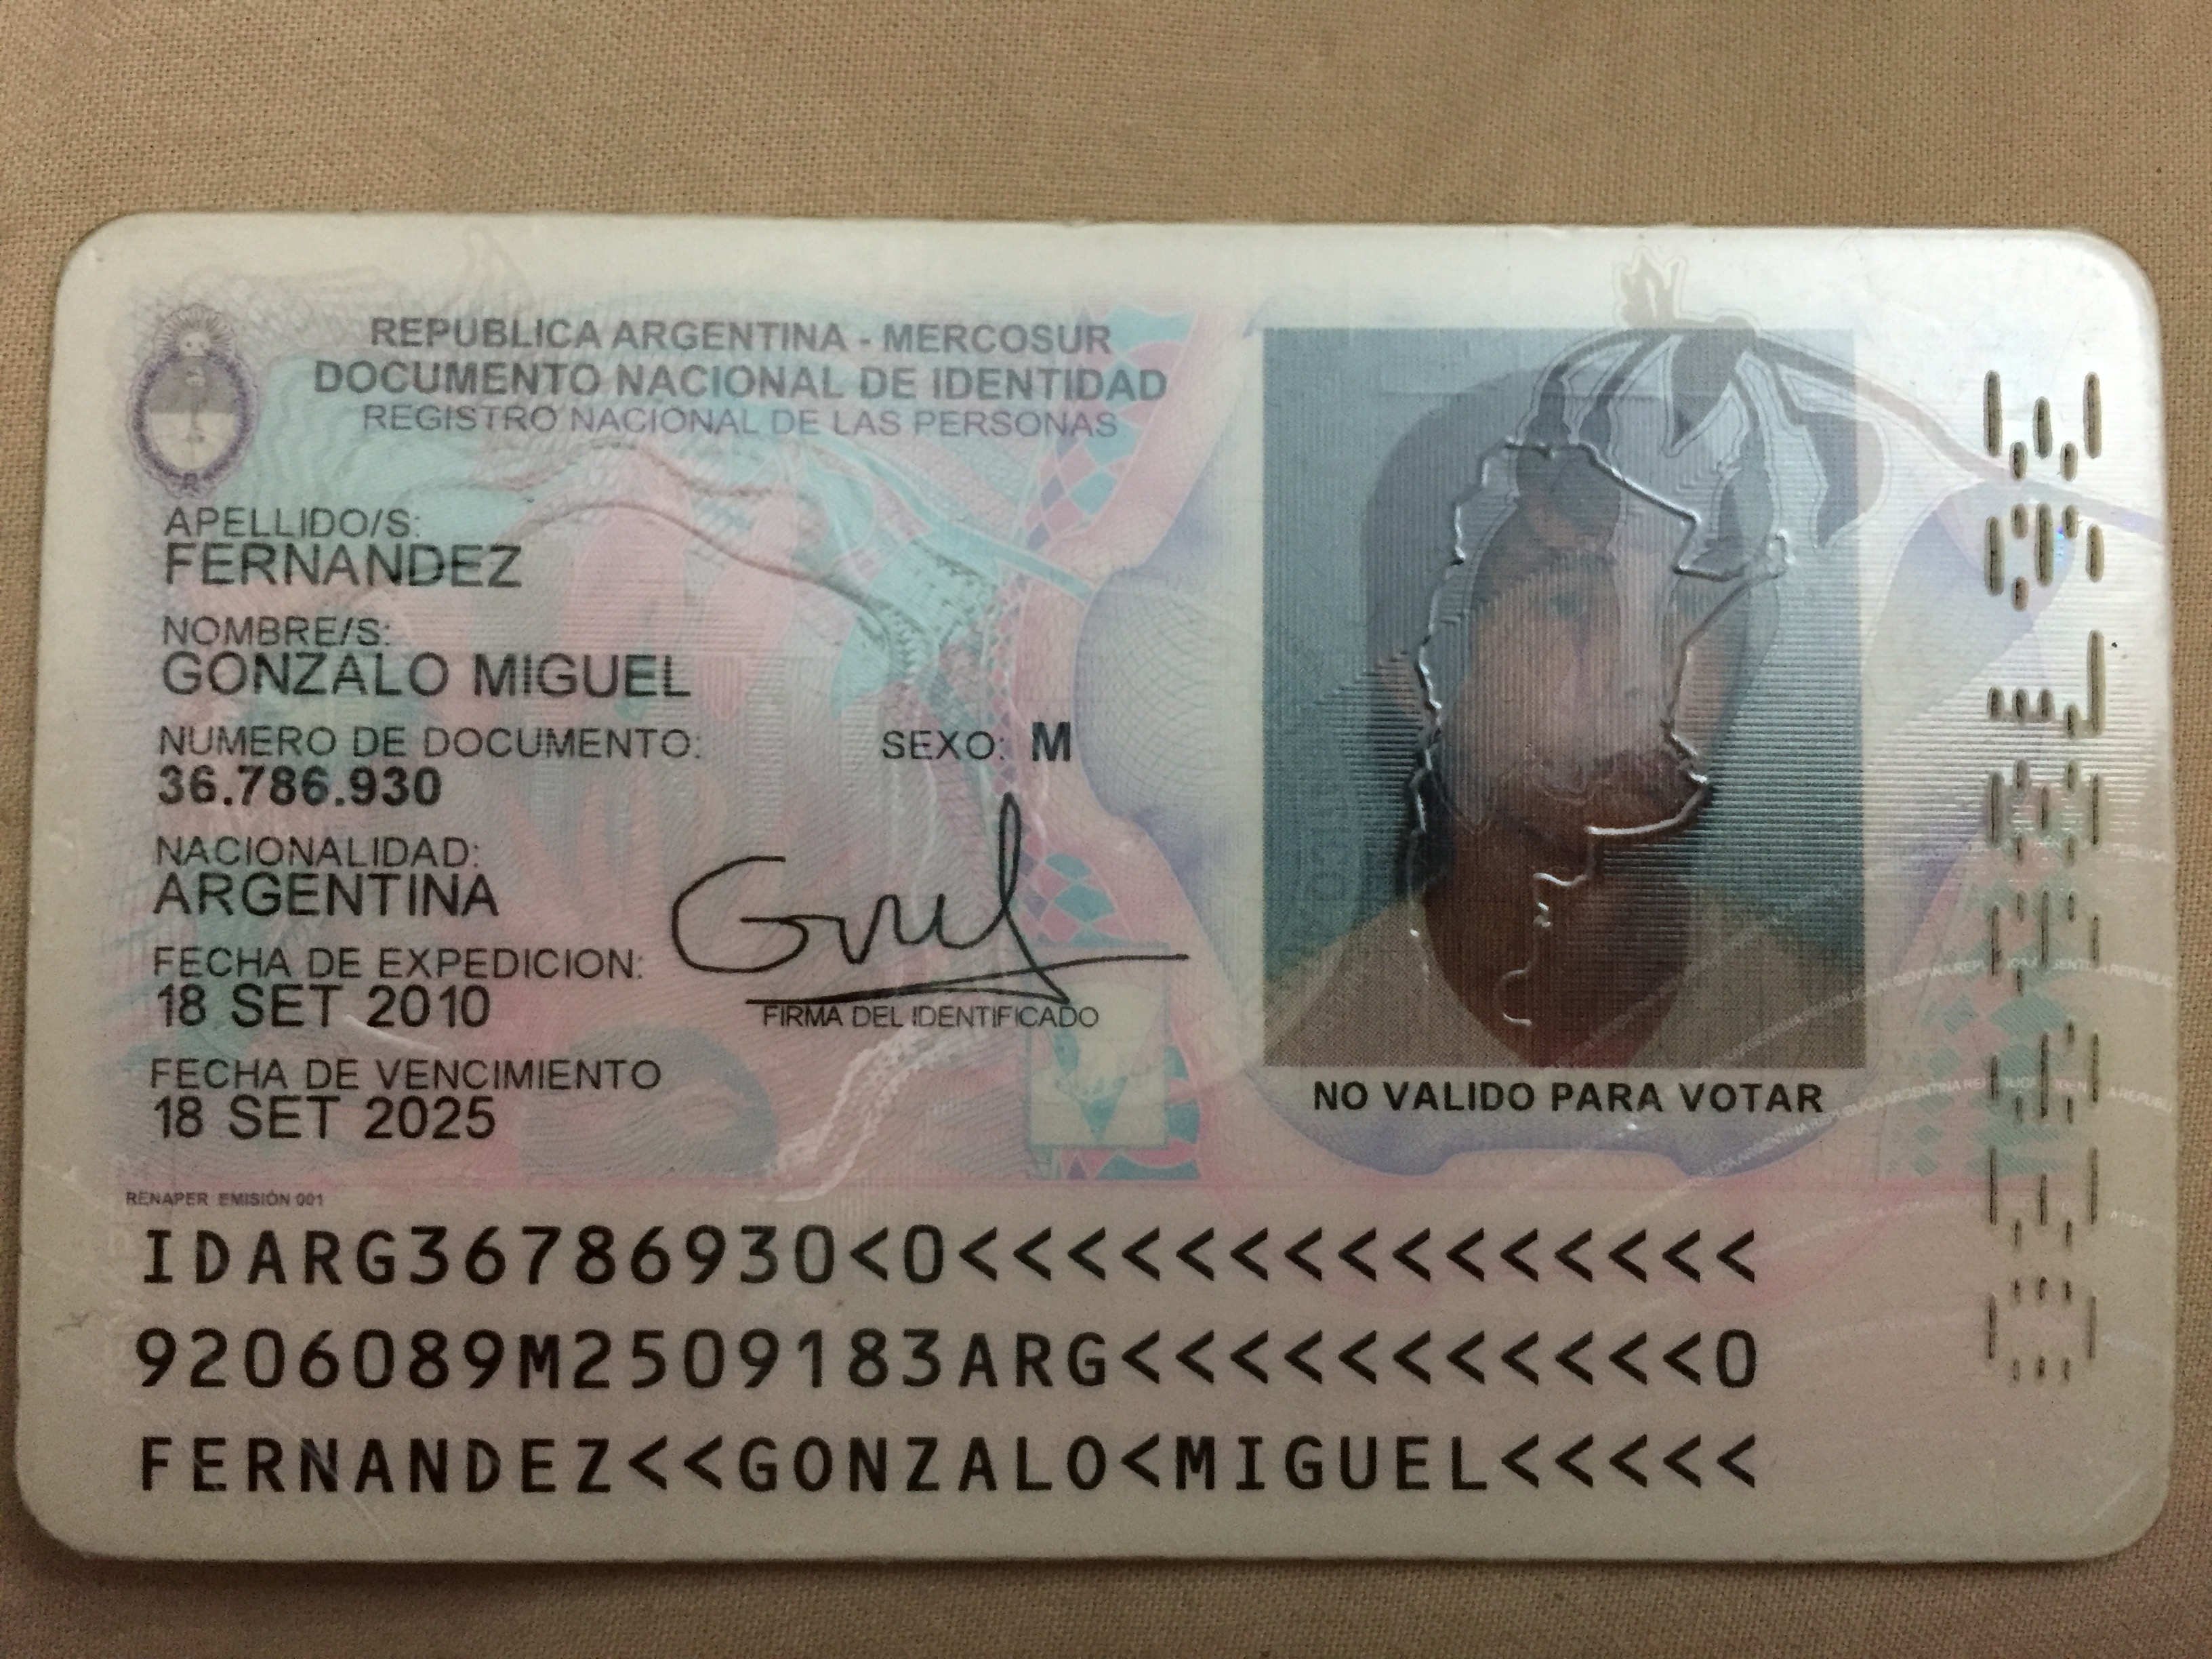 REPUBLICA ARGENTINA - MERCOSUR
DOCUMENTO NACIONAL DE IDENTIDAD
REGISTRO NACIONAL DE LAS PERSONAS
APELLIDO/S:
FERNANDEZ
NOMBRE/S:
GONZALO MIGUEL
NUMERO DE DOCUMENTO:
36.786.930
SEXO: M
NACIONALIDAD:
ARGENTINA
FECHA DE EXPEDICION:
18 SET 2010
FIRMA DEL IDENTIFICADO
FECHA DE VENCIMIENTO
18 SET 2025
NO VALIDO PARA VOTAR
RENAPER EMISIÓN 001
IDARG36786930<0<<<<<<<<<<<<<<<
9206089M2509183ARG<<<<<<<<<<<0
FERNANDEZ<<GONZALO<MIGUEL<<<<<